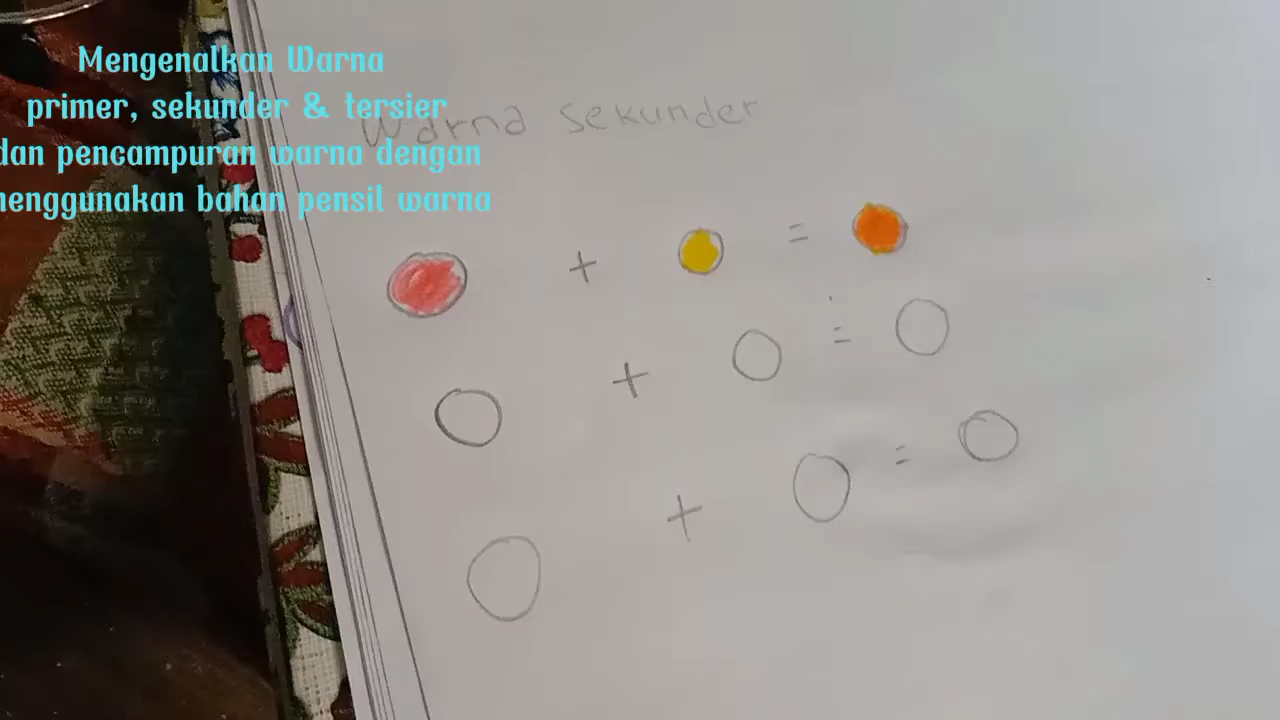 Mengenalkan Warna
primer, sekunder & tersier
dan pencampuran warna dengan
menggunakan bahan pensil warna
Warna Sekunder
+ =
+ =
+ =